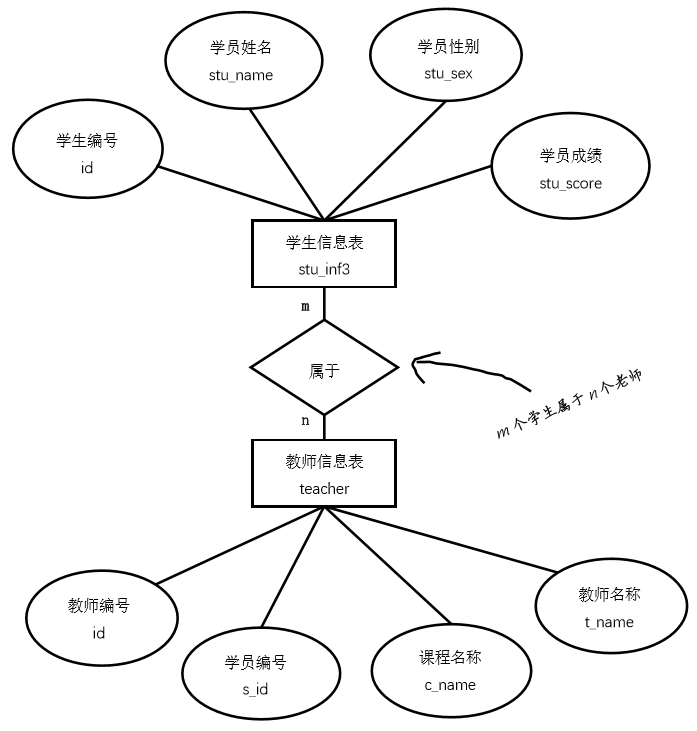 学员姓名
stu_name
学员性别
stu_sex
学生编号
id
学员成绩
stu_score
学生信息表
stu_inf3
m
属于
m个学生属于n个老师
n
教师信息表
teacher
教师编号
id
学员编号
s_id
课程名称
c_name
教师名称
t_name